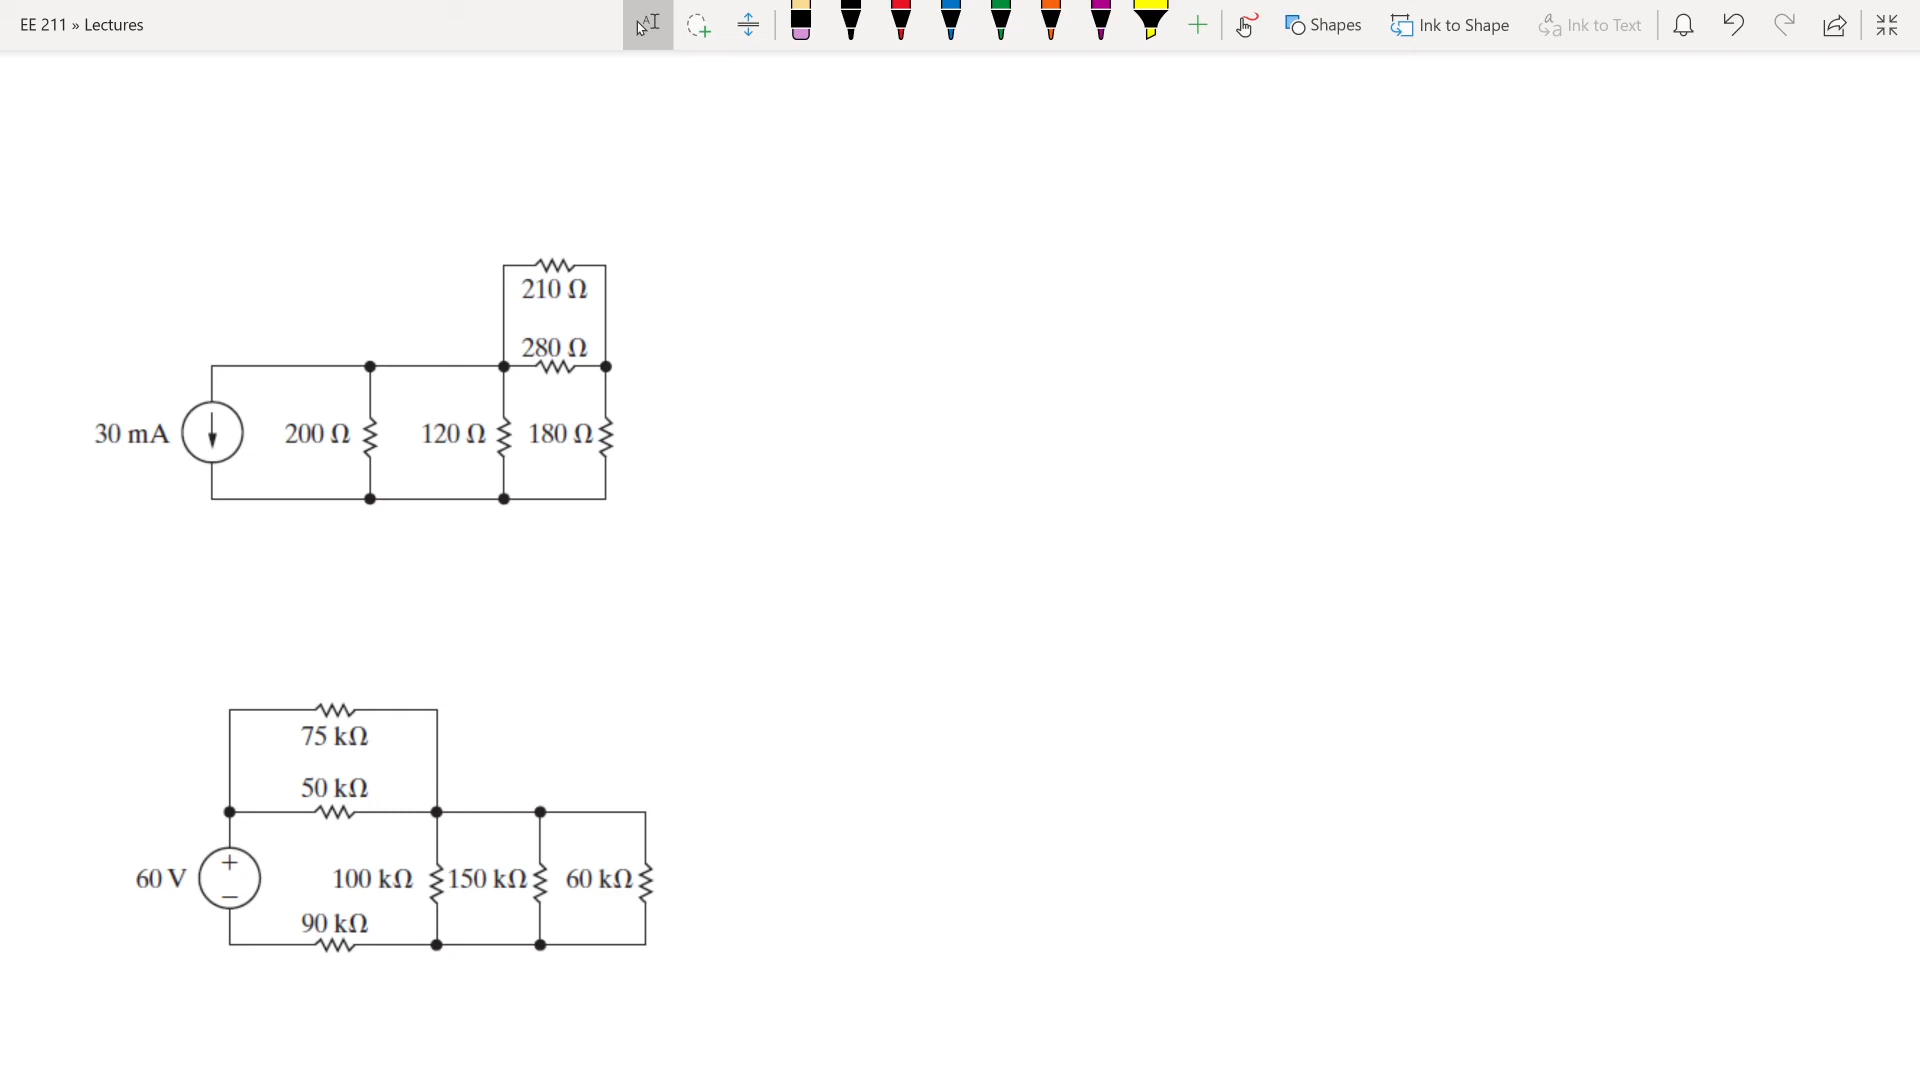 EE 211 » Lectures
Shapes
Ink to Shape
Ink to Text
210 Ω
280 Ω
30 mA
200 Ω
120 Ω
180 Ω
75 kΩ
50 kΩ
60 V
+
−
100 kΩ
150 kΩ
60 kΩ
90 kΩ